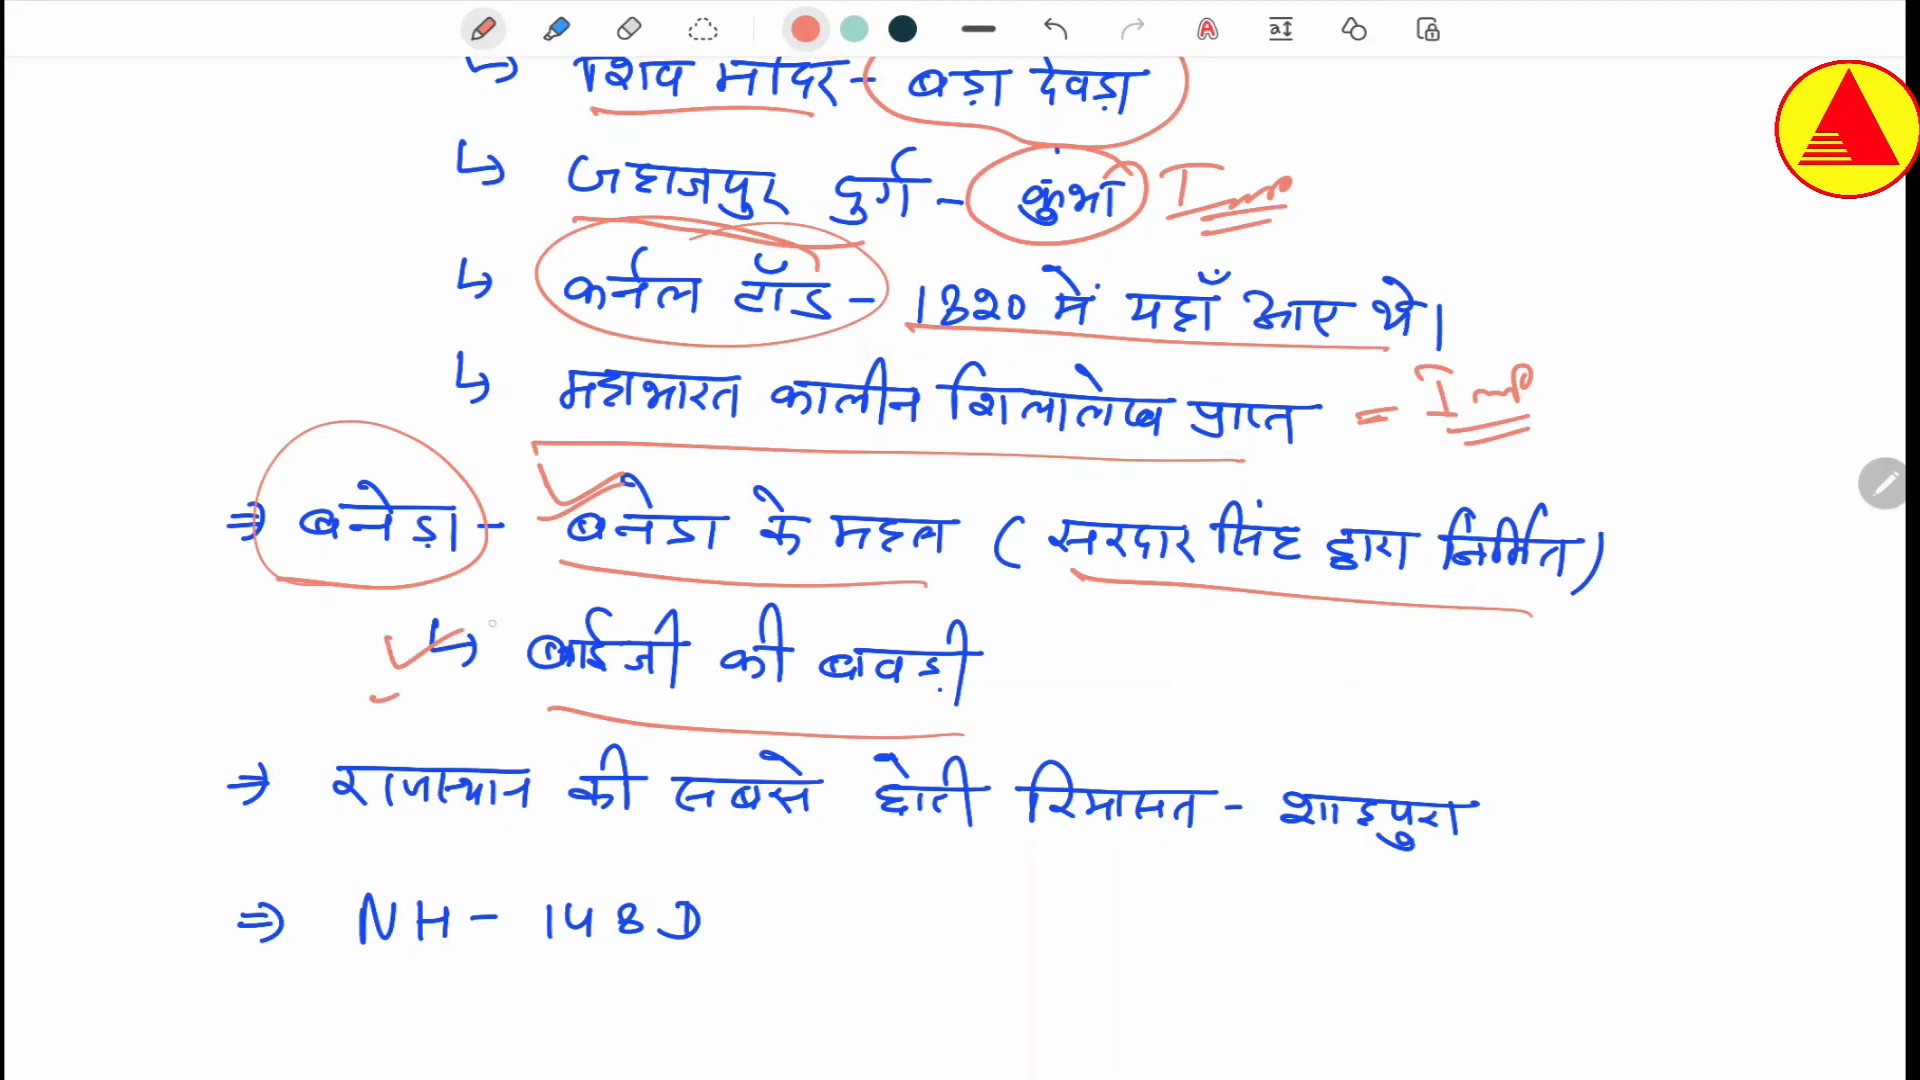 ↳ शिव मंदिर - बड़ा देवड़ा
↳ जहाजपुर दुर्ग - कुंभा Imp
↳ कर्नल टॉड - 1820 में यहाँ आए थे।
↳ महाभारत कालीन शिलालेख प्राप्त = Imp
⇒ बनेड़ा - बनेडा के महल (सरदार सिंह द्वारा निर्मित)
↳ बाईजी की बावड़ी
⇒ राजस्थान की सबसे छोटी रियासत - शाहपुरा
⇒ NH - 148 D